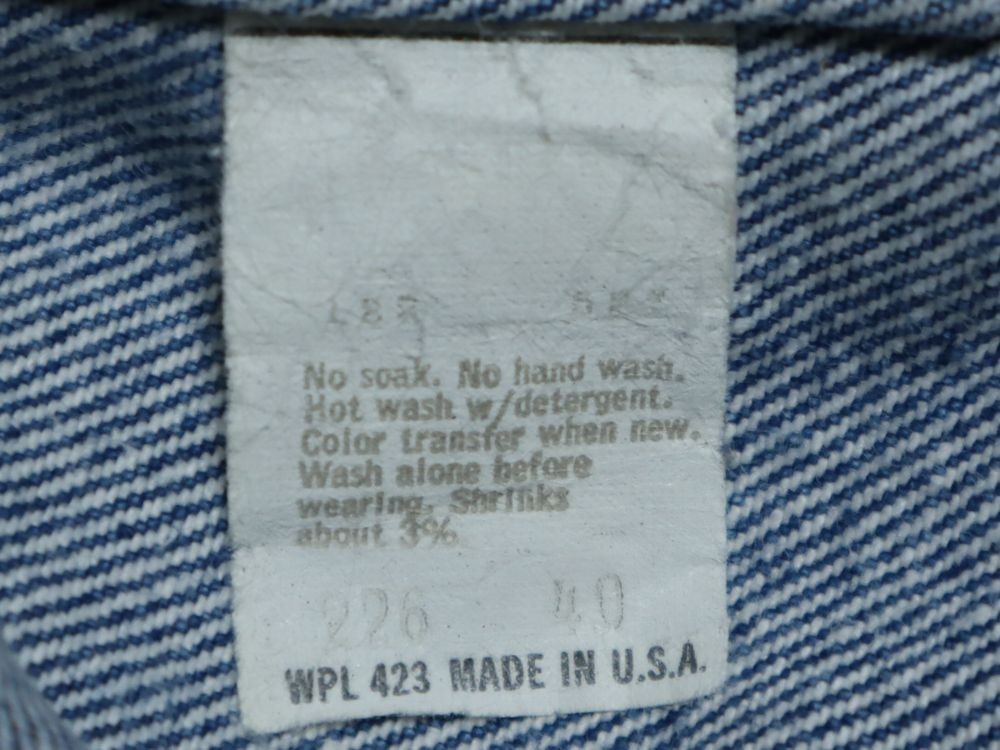 No soak. No hand wash.
Hot wash w/detergent.
Color transfer when new.
Wash alone before
wearing. Shrinks
about 3%
226 40
WPL 423 MADE IN U.S.A.